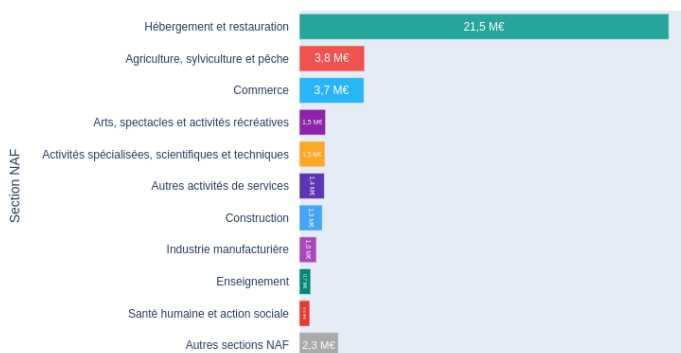 Hébergement et restauration 21,5 M€
Agriculture, sylviculture et pêche 3,8 M€
Commerce 3,7 M€
Arts, spectacles et activités récréatives 1,5 M€
Activités spécialisées, scientifiques et techniques 1,5 M€
Autres activités de services 1,4 M€
Construction 1,3 M€
Industrie manufacturière 1,0 M€
Enseignement 0,7 M€
Santé humaine et action sociale
Autres sections NAF 2,3 M€
Section NAF